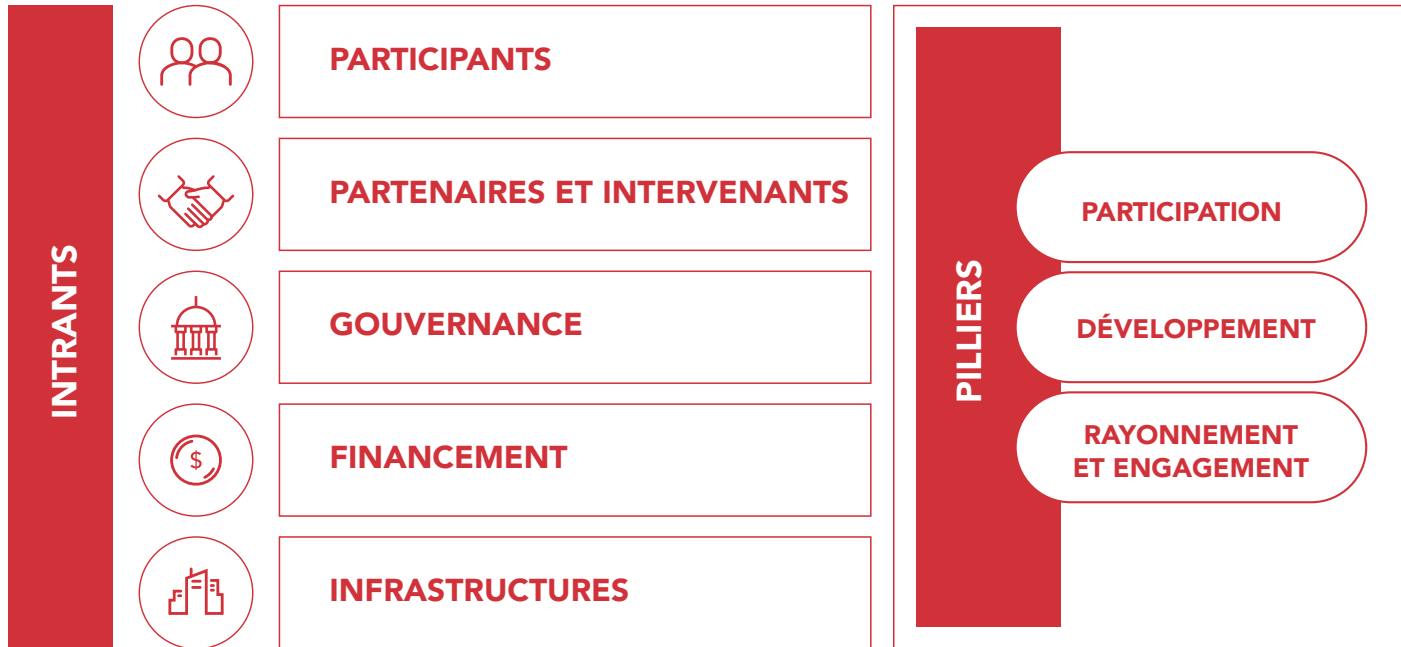 INTRANTS
PARTICIPANTS
PARTENAIRES ET INTERVENANTS
GOUVERNANCE
$
FINANCEMENT
INFRASTRUCTURES
PILLIERS
PARTICIPATION
DÉVELOPPEMENT
RAYONNEMENT
ET ENGAGEMENT